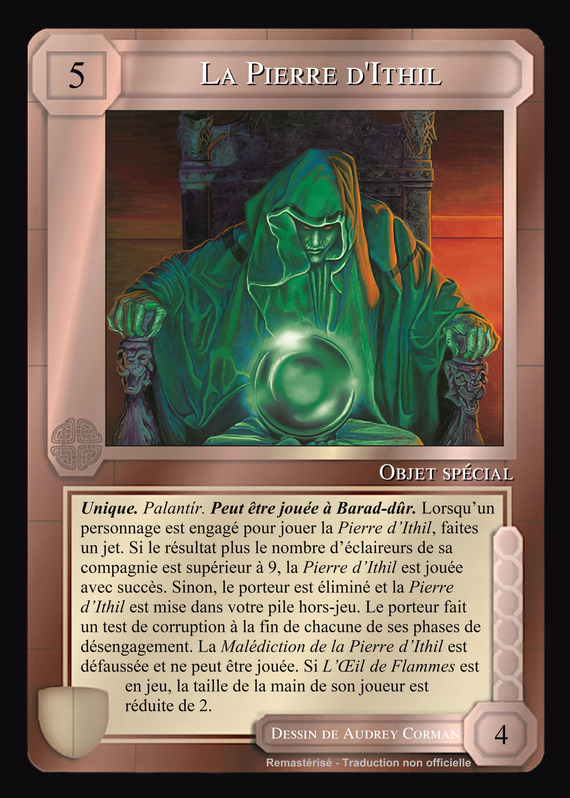 5
La Pierre d'Ithil
Objet spécial
Unique. Palantír. Peut être jouée à Barad-dûr. Lorsqu'un
personnage est engagé pour jouer la Pierre d'Ithil, faites
un jet. Si le résultat plus le nombre d'éclaireurs de sa
compagnie est supérieur à 9, la Pierre d'Ithil est jouée
avec succès. Sinon, le porteur est éliminé et la Pierre
d'Ithil est mise dans votre pile hors-jeu. Le porteur fait
un test de corruption à la fin de chacune de ses phases de
désengagement. La Malédiction de la Pierre d'Ithil est
défaussée et ne peut être jouée. Si L'Œil de Flammes est
en jeu, la taille de la main de son joueur est
réduite de 2.
Dessin de Audrey Corman
4
Remastérisé - Traduction non officielle